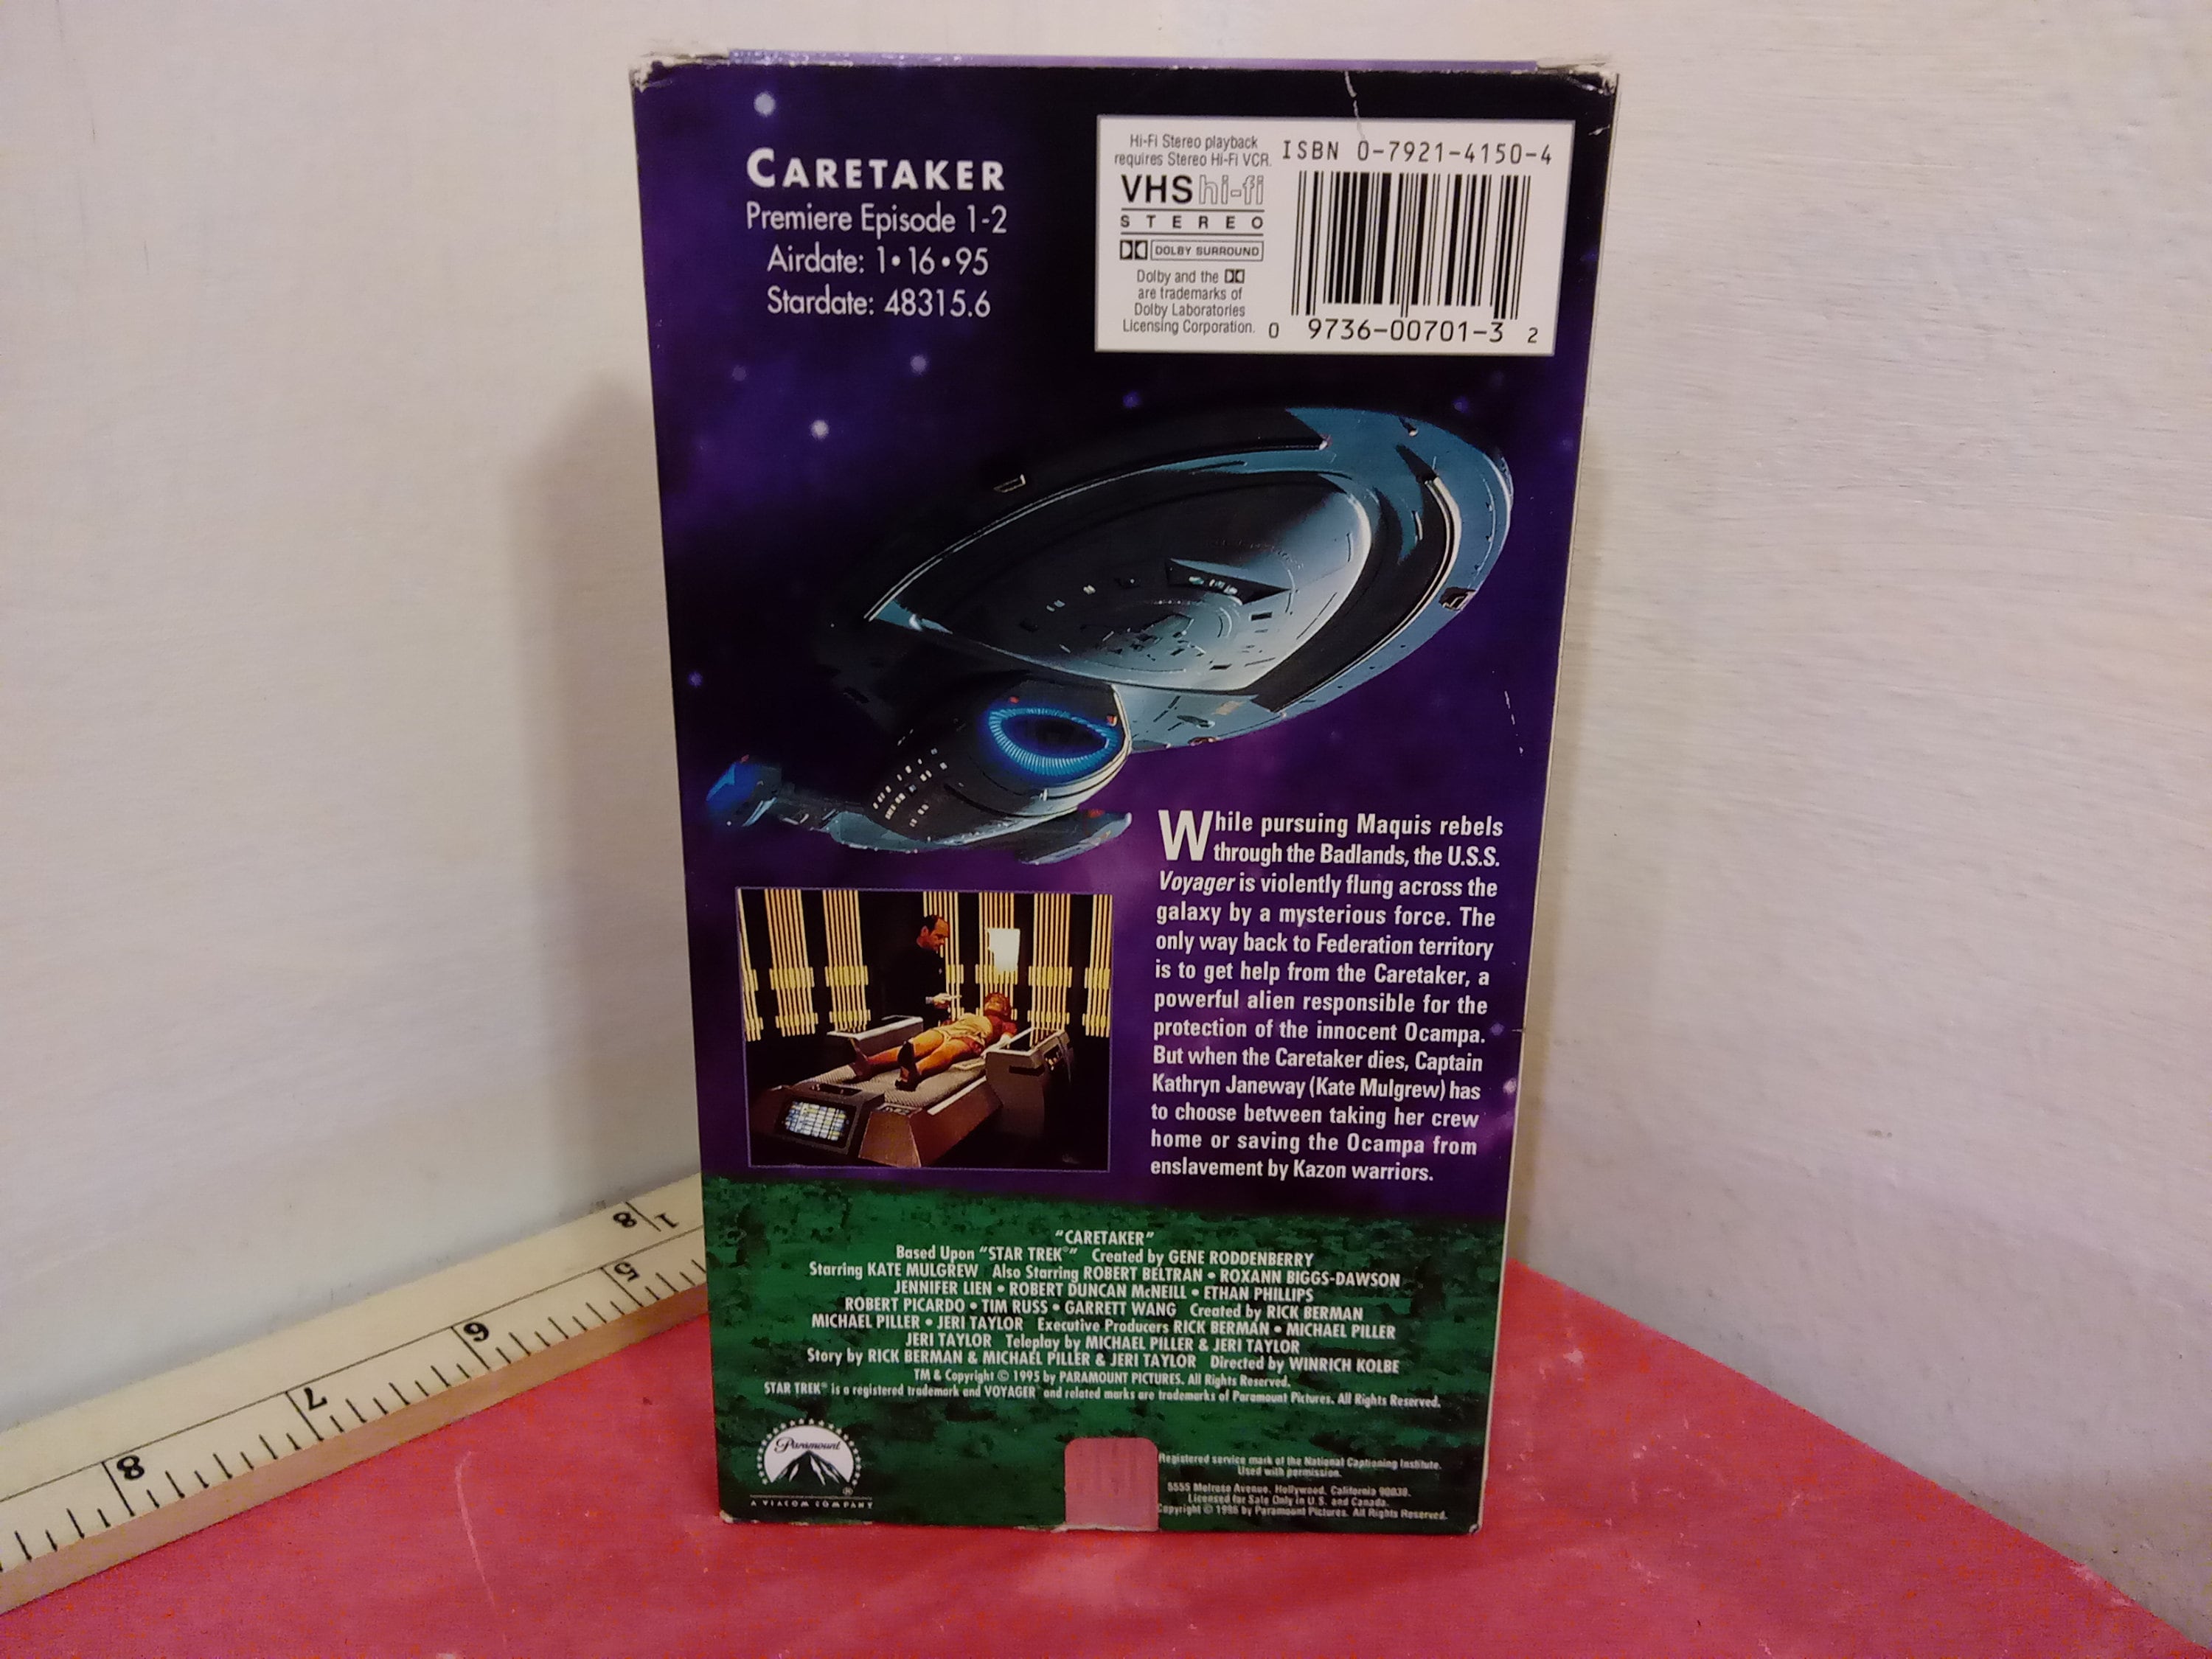 CARETAKER
Premiere Episode 1-2
Airdate: 1•16•95
Stardate: 48315.6
Hi-Fi Stereo playback
requires Stereo Hi-Fi VCR.
VHS hi-fi
STEREO
DOLBY SURROUND
Dolby and the
are trademarks of
Dolby Laboratories
Licensing Corporation.
ISBN 0-7921-4150-4
0 9736-00701-3 2
While pursuing Maquis rebels
through the Badlands, the U.S.S.
Voyager is violently flung across the
galaxy by a mysterious force. The
only way back to Federation territory
is to get help from the Caretaker, a
powerful alien responsible for the
protection of the innocent Ocampa.
But when the Caretaker dies, Captain
Kathryn Janeway (Kate Mulgrew) has
to choose between taking her crew
home or saving the Ocampa from
enslavement by Kazon warriors.
"CARETAKER"
Based Upon "STAR TREK®" Created by GENE RODDENBERRY
Starring KATE MULGREW Also Starring ROBERT BELTRAN • ROXANN BIGGS-DAWSON
JENNIFER LIEN • ROBERT DUNCAN McNEILL • ETHAN PHILLIPS
ROBERT PICARDO • TIM RUSS • GARRETT WANG Created by RICK BERMAN
MICHAEL PILLER • JERI TAYLOR Executive Producers RICK BERMAN • MICHAEL PILLER
JERI TAYLOR Teleplay by MICHAEL PILLER & JERI TAYLOR
Story by RICK BERMAN & MICHAEL PILLER & JERI TAYLOR Directed by WINRICH KOLBE
TM & Copyright © 1995 by PARAMOUNT PICTURES. All Rights Reserved.
STAR TREK® is a registered trademark and VOYAGER and related marks are trademarks of Paramount Pictures. All Rights Reserved.
Paramount
®
A VIACOM COMPANY
Registered service mark of the National Captioning Institute.
Used with permission.
5555 Melrose Avenue, Hollywood, California 90038.
Licensed for Sale Only in U.S. and Canada.
Copyright © by Paramount Pictures. All Rights Reserved.
8
7
6
5
8 1